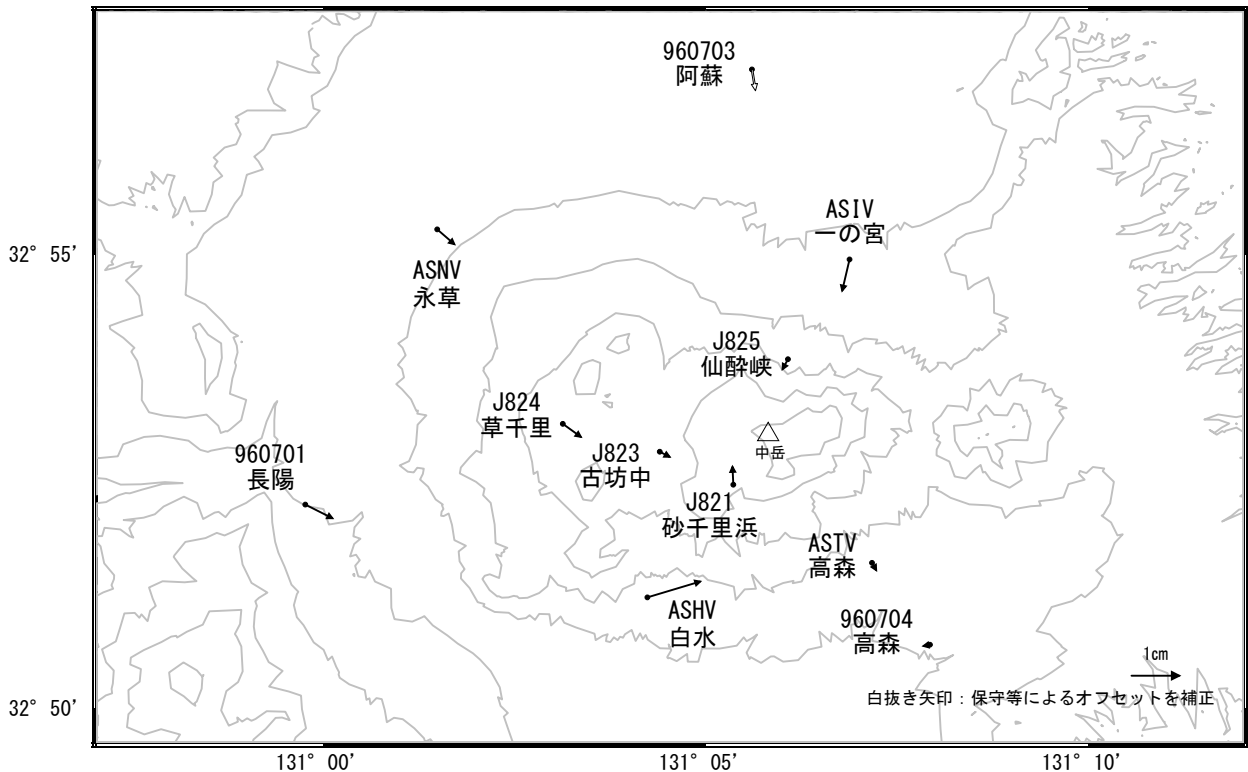 960703
阿蘇
ASIV
一の宮
32° 55'
ASNV
永草
J825
仙酔峡
J824
草千里
中岳
J823
古坊中
960701
長陽
J821
砂千里浜
ASTV
高森
ASHV
白水
960704
高森
1cm
白抜き矢印：保守等によるオフセットを補正
32° 50'
131° 00'
131° 05'
131° 10'